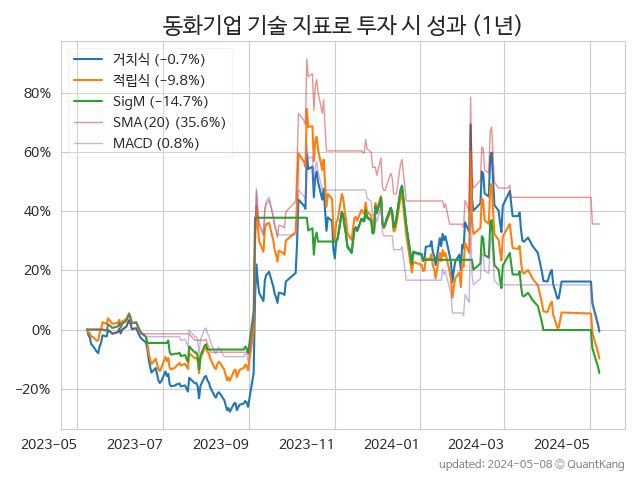 동화기업 기술 지표로 투자 시 성과 (1년)
거치식 (−0.7%)
적립식 (−9.8%)
SigM (−14.7%)
SMA(20) (35.6%)
MACD (0.8%)
80%
60%
40%
20%
0%
−20%
2023-05 2023-07 2023-09 2023-11 2024-01 2024-03 2024-05
updated: 2024-05-08 © QuantKang